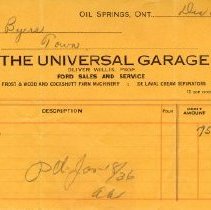 OIL SPRINGS, ONT.
Byers
Town
THE UNIVERSAL GARAGE
OLIVER WILLIS, PROP
FORD SALES AND SERVICE
FROST & WOOD AND COCKSHUTT FARM MACHINERY : DE LAVAL CREAM SEPARATORS
DESCRIPTION
AMOUNT
75
Pd Jan 8/36